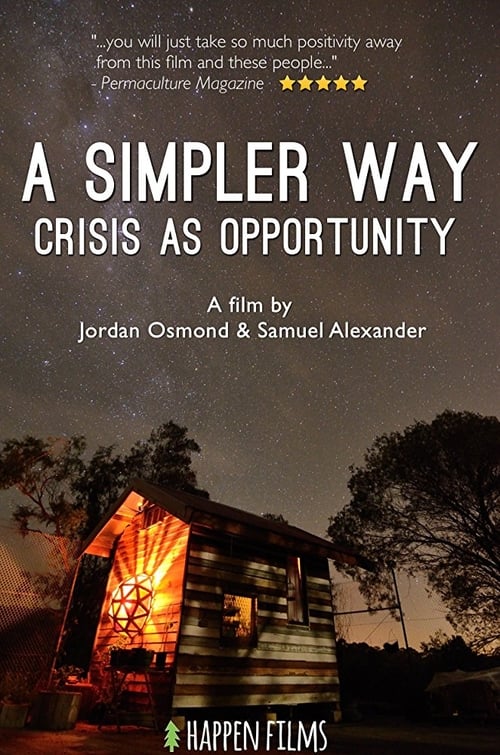 "...you will just take so much positivity away
from this film and these people..."
- Permaculture Magazine
A SIMPLER WAY
CRISIS AS OPPORTUNITY
A film by
Jordan Osmond & Samuel Alexander
HAPPEN FILMS